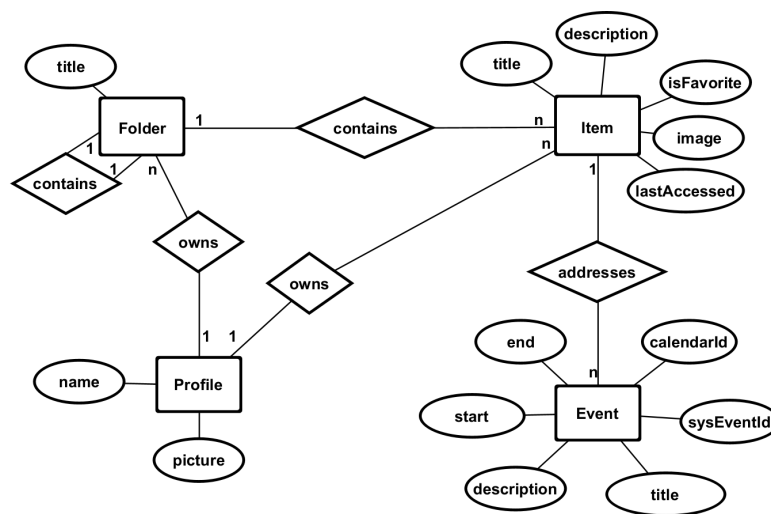 description
title
title
isFavorite
Folder
1
contains
n
Item
image
1
contains
1
n
n
1
lastAccessed
owns
addresses
owns
1
1
end
calendarId
name
Profile
n
start
Event
sysEventId
picture
description
title